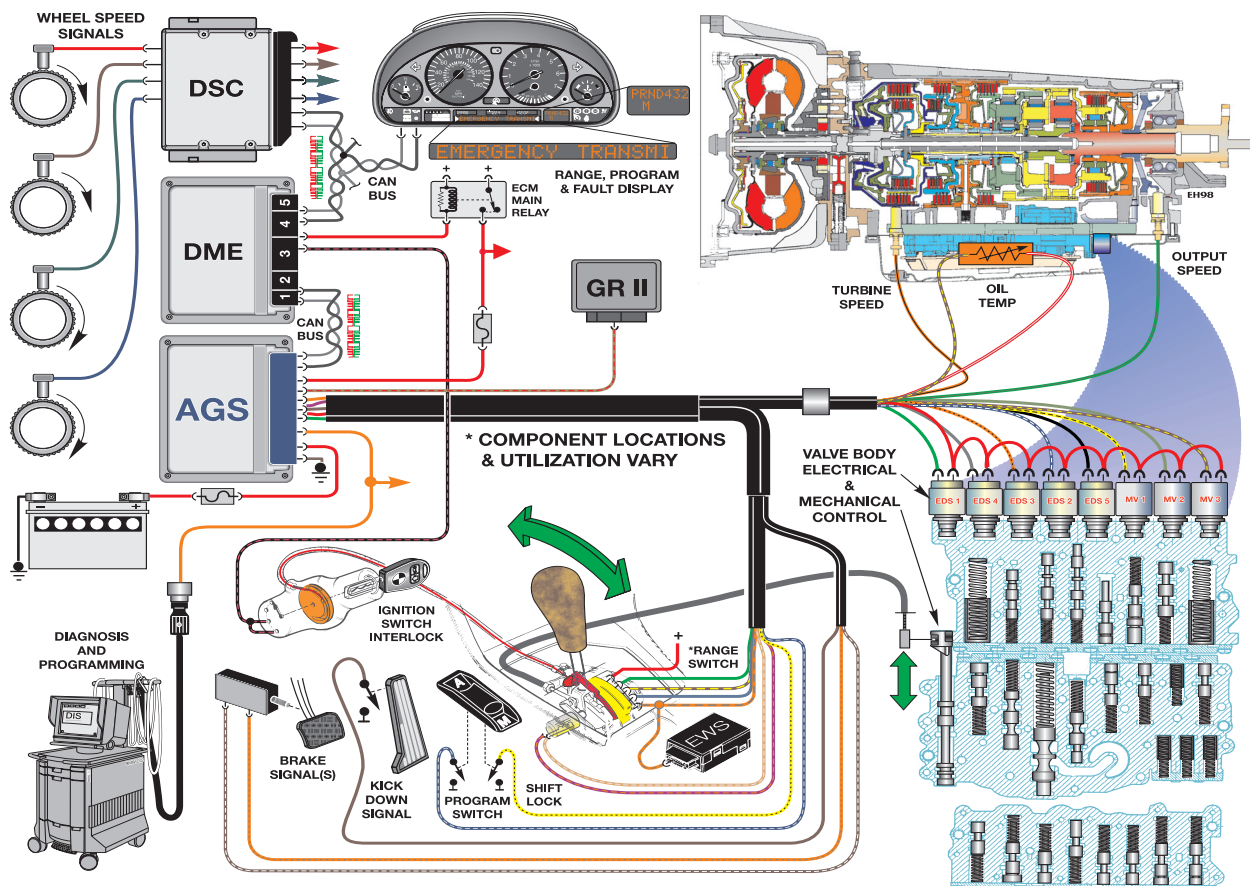 WHEEL SPEED
SIGNALS
DSC
PRND432
M
EMERGENCY TRANSMI
EMERGENCY TRANSMI
RANGE, PROGRAM
& FAULT DISPLAY
CAN
BUS
ECM
MAIN
RELAY
+
+
DME
5
4
3
2
1
CAN
BUS
GR II
AGS
EH98
OUTPUT
SPEED
TURBINE
SPEED
OIL
TEMP
* COMPONENT LOCATIONS
& UTILIZATION VARY
VALVE BODY
ELECTRICAL
&
MECHANICAL
CONTROL
EDS 1
EDS 4
EDS 3
EDS 2
EDS 5
MV 1
MV 2
MV 3
−
+
IGNITION
SWITCH
INTERLOCK
+
*RANGE
SWITCH
DIAGNOSIS
AND
PROGRAMMING
DIS
BRAKE
SIGNAL(S)
KICK
DOWN
SIGNAL
A
M
PROGRAM
SWITCH
SHIFT
LOCK
EWS